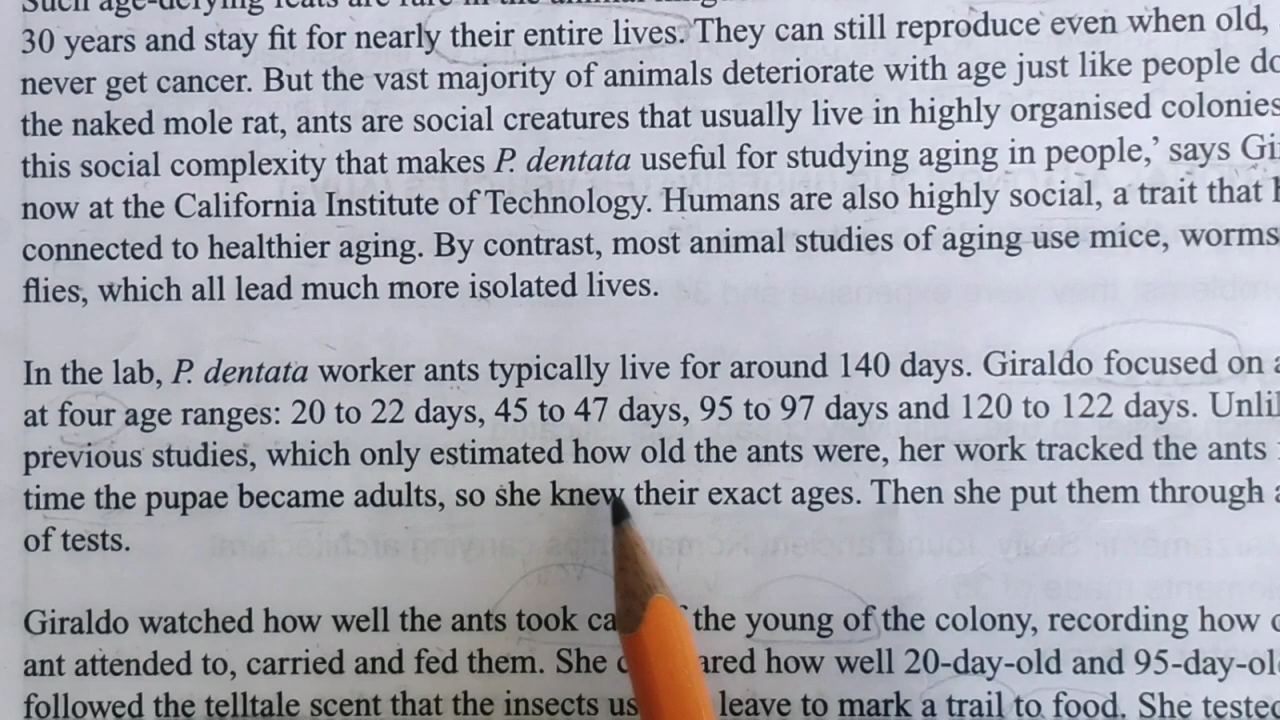 Such age-defying feats are rare in the animal
30 years and stay fit for nearly their entire lives. They can still reproduce even when old,
never get cancer. But the vast majority of animals deteriorate with age just like people do
the naked mole rat, ants are social creatures that usually live in highly organised colonies
this social complexity that makes P. dentata useful for studying aging in people,’ says Gi
now at the California Institute of Technology. Humans are also highly social, a trait that
connected to healthier aging. By contrast, most animal studies of aging use mice, worms
flies, which all lead much more isolated lives.
In the lab, P. dentata worker ants typically live for around 140 days. Giraldo focused on a
at four age ranges: 20 to 22 days, 45 to 47 days, 95 to 97 days and 120 to 122 days. Unli
previous studies, which only estimated how old the ants were, her work tracked the ants
time the pupae became adults, so she knew their exact ages. Then she put them through a
of tests.
Giraldo watched how well the ants took ca the young of the colony, recording how
ant attended to, carried and fed them. She c ared how well 20-day-old and 95-day-ol
followed the telltale scent that the insects us leave to mark a trail to food. She tested